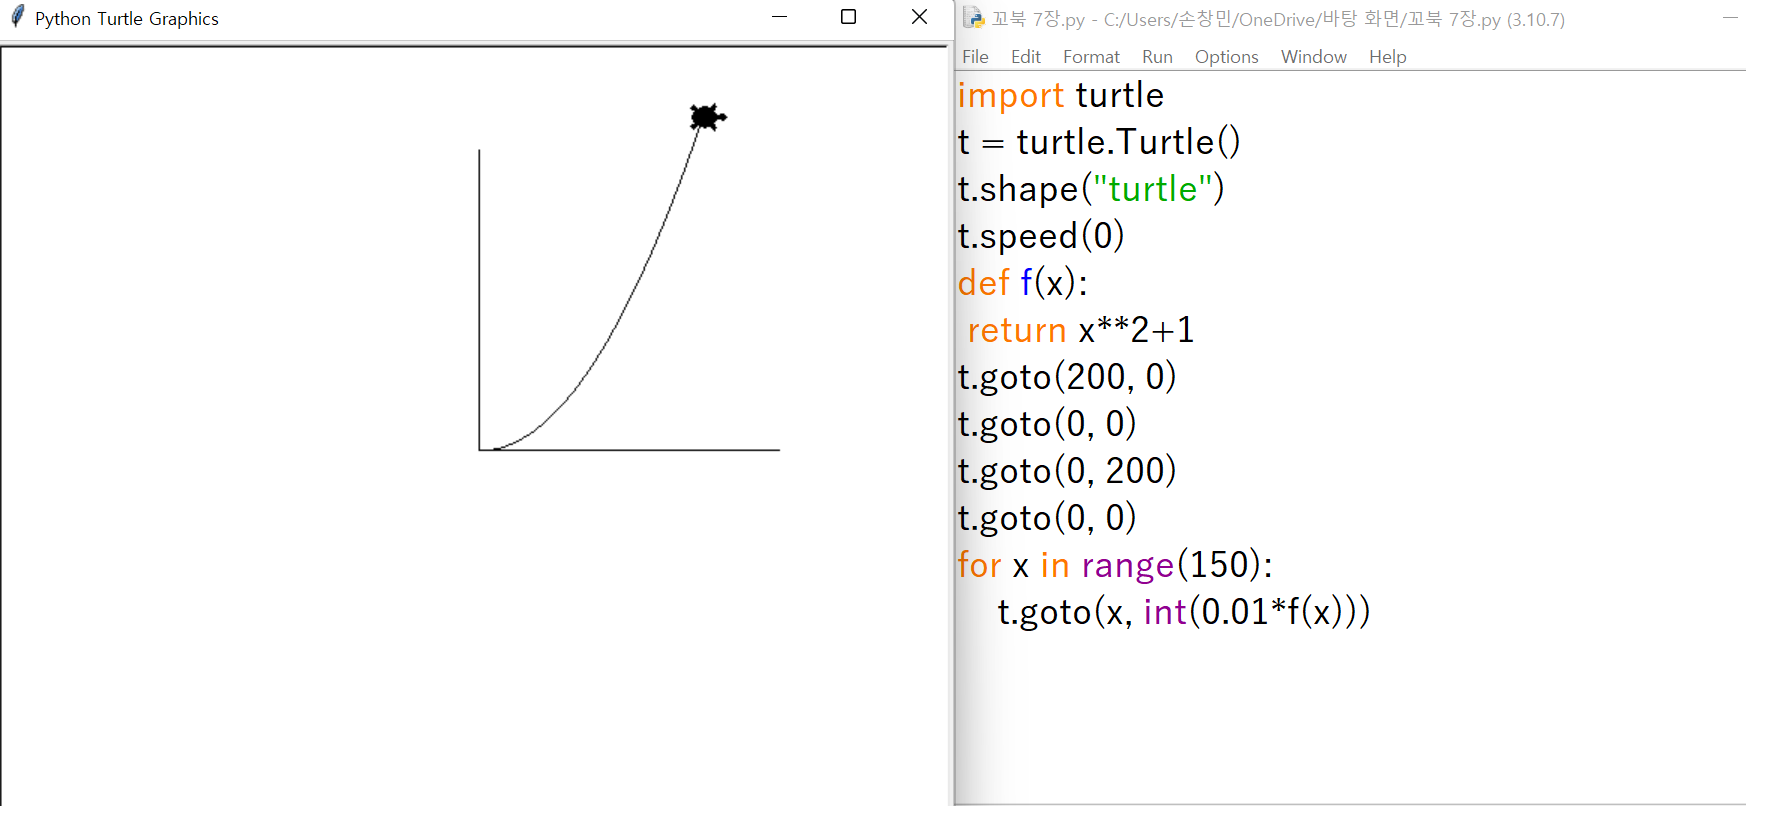 Python Turtle Graphics
꼬북 7장.py - C:/Users/손창민/OneDrive/바탕 화면/꼬북 7장.py (3.10.7)
File Edit Format Run Options Window Help
import turtle
t = turtle.Turtle()
t.shape("turtle")
t.speed(0)
def f(x):
 return x**2+1
t.goto(200, 0)
t.goto(0, 0)
t.goto(0, 200)
t.goto(0, 0)
for x in range(150):
    t.goto(x, int(0.01*f(x)))